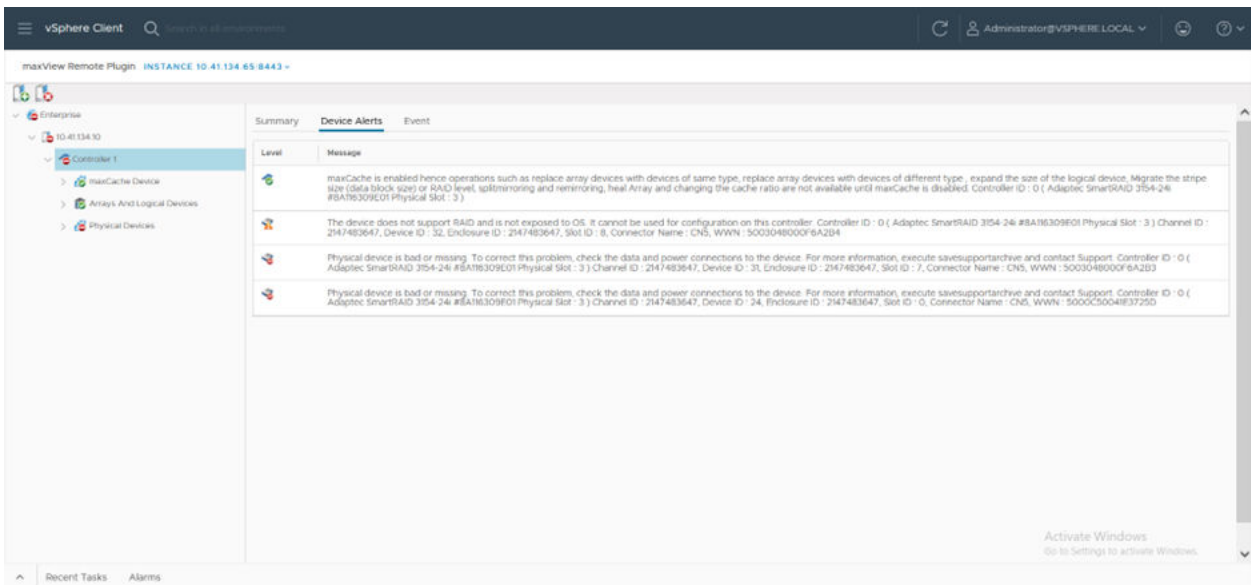 vSphere Client
Search in all environments
Administrator@VSPHERE.LOCAL
maxView Remote Plugin INSTANCE 10.41.134.65:8443
Enterprise
10.41.134.10
Controller 1
maxCache Device
Arrays And Logical Devices
Physical Devices
Summary Device Alerts Event
Level Message
maxCache is enabled hence operations such as replace array devices with devices of same type, replace array devices with devices of different type , expand the size of the logical device, Migrate the stripe
size (data block size) or RAID level, splitmirroring and remirroring, heal Array and changing the cache ratio are not available until maxCache is disabled. Controller ID : 0 ( Adaptec SmartRAID 3154-24i
#8A116309E01 Physical Slot : 3 )
The device does not support RAID and is not exposed to OS. It cannot be used for configuration on this controller. Controller ID : 0 ( Adaptec SmartRAID 3154-24i #8A116309E01 Physical Slot : 3 ) Channel ID :
2147483647, Device ID : 32, Enclosure ID : 2147483647, Slot ID : 8, Connector Name : CN5, WWN : 5003048000F6A2B4
Physical device is bad or missing. To correct this problem, check the data and power connections to the device. For more information, execute savesupportarchive and contact Support. Controller ID : 0 (
Adaptec SmartRAID 3154-24i #8A116309E01 Physical Slot : 3 ) Channel ID : 2147483647, Device ID : 31, Enclosure ID : 2147483647, Slot ID : 7, Connector Name : CN5, WWN : 5003048000F6A2B3
Physical device is bad or missing. To correct this problem, check the data and power connections to the device. For more information, execute savesupportarchive and contact Support. Controller ID : 0 (
Adaptec SmartRAID 3154-24i #8A116309E01 Physical Slot : 3 ) Channel ID : 2147483647, Device ID : 24, Enclosure ID : 2147483647, Slot ID : 0, Connector Name : CN5, WWN : 5000C50041E3725D
Activate Windows
Go to Settings to activate Windows.
Recent Tasks Alarms